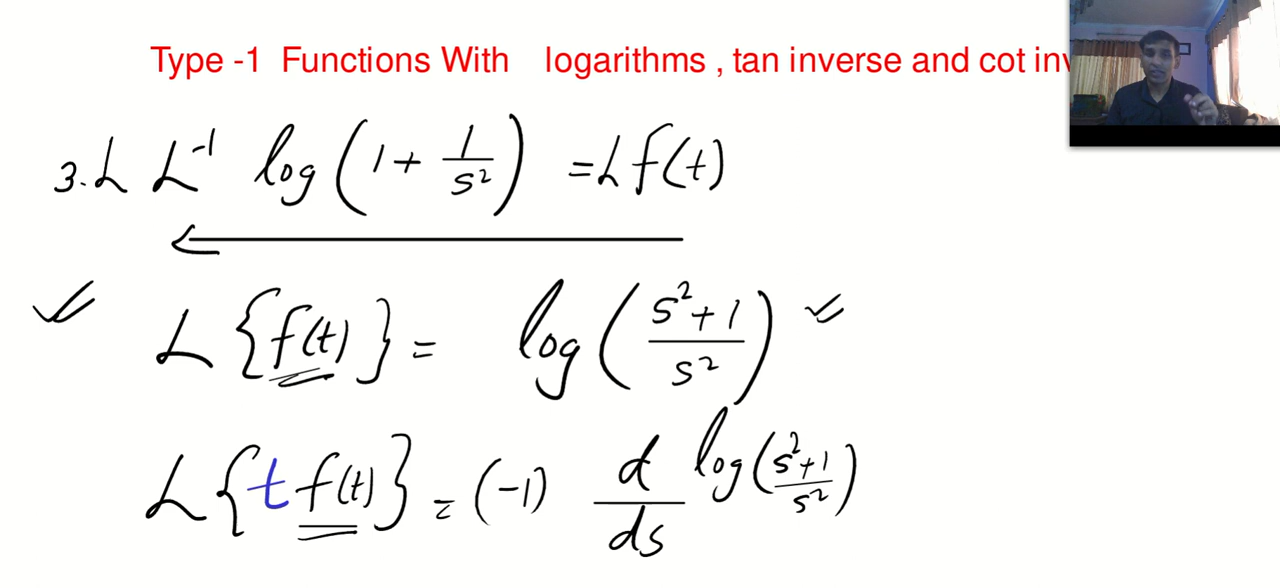 Type -1 Functions With logarithms , tan inverse and cot inv
3. L L⁻¹ log(1 + 1/s²) = L f(t)
L {f(t)} = log((s²+1)/s²)
L {t f(t)} = (-1) d/ds log((s²+1)/s²)